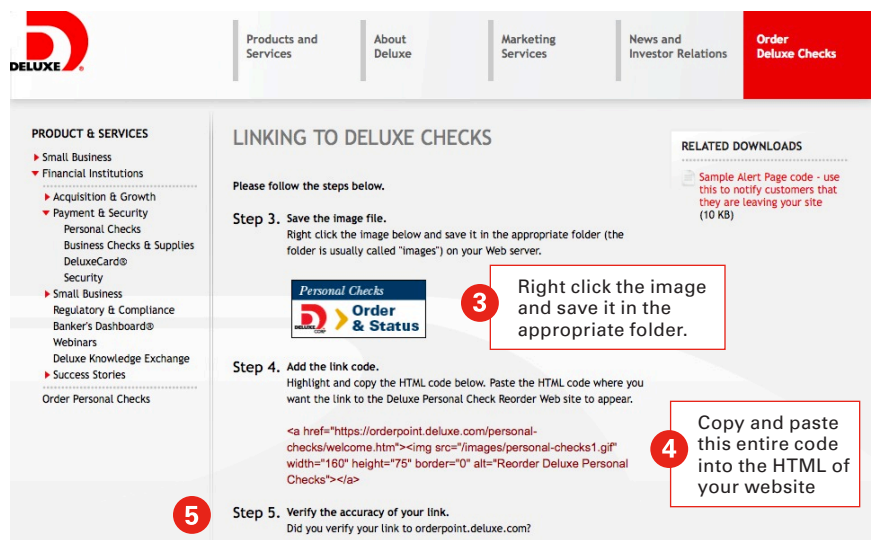 DELUXE
Products and
Services
About
Deluxe
Marketing
Services
News and
Investor Relations
Order
Deluxe Checks
PRODUCT & SERVICES
Small Business
Financial Institutions
Acquisition & Growth
Payment & Security
Personal Checks
Business Checks & Supplies
DeluxeCard®
Security
Small Business
Regulatory & Compliance
Banker's Dashboard®
Webinars
Deluxe Knowledge Exchange
Success Stories
Order Personal Checks
LINKING TO DELUXE CHECKS
Please follow the steps below.
Step 3. Save the image file.
Right click the image below and save it in the appropriate folder (the
folder is usually called "images") on your Web server.
Personal Checks
DELUXE
CORP
Order
& Status
3
Right click the image
and save it in the
appropriate folder.
Step 4. Add the link code.
Highlight and copy the HTML code below. Paste the HTML code where you
want the link to the Deluxe Personal Check Reorder Web site to appear.
<a href="https://orderpoint.deluxe.com/personal-
checks/welcome.htm"><img src="/images/personal-checks1.gif"
width="160" height="75" border="0" alt="Reorder Deluxe Personal
Checks"></a>
4
Copy and paste
this entire code
into the HTML of
your website
5
Step 5. Verify the accuracy of your link.
Did you verify your link to orderpoint.deluxe.com?
RELATED DOWNLOADS
Sample Alert Page code - use
this to notify customers that
they are leaving your site
(10 KB)